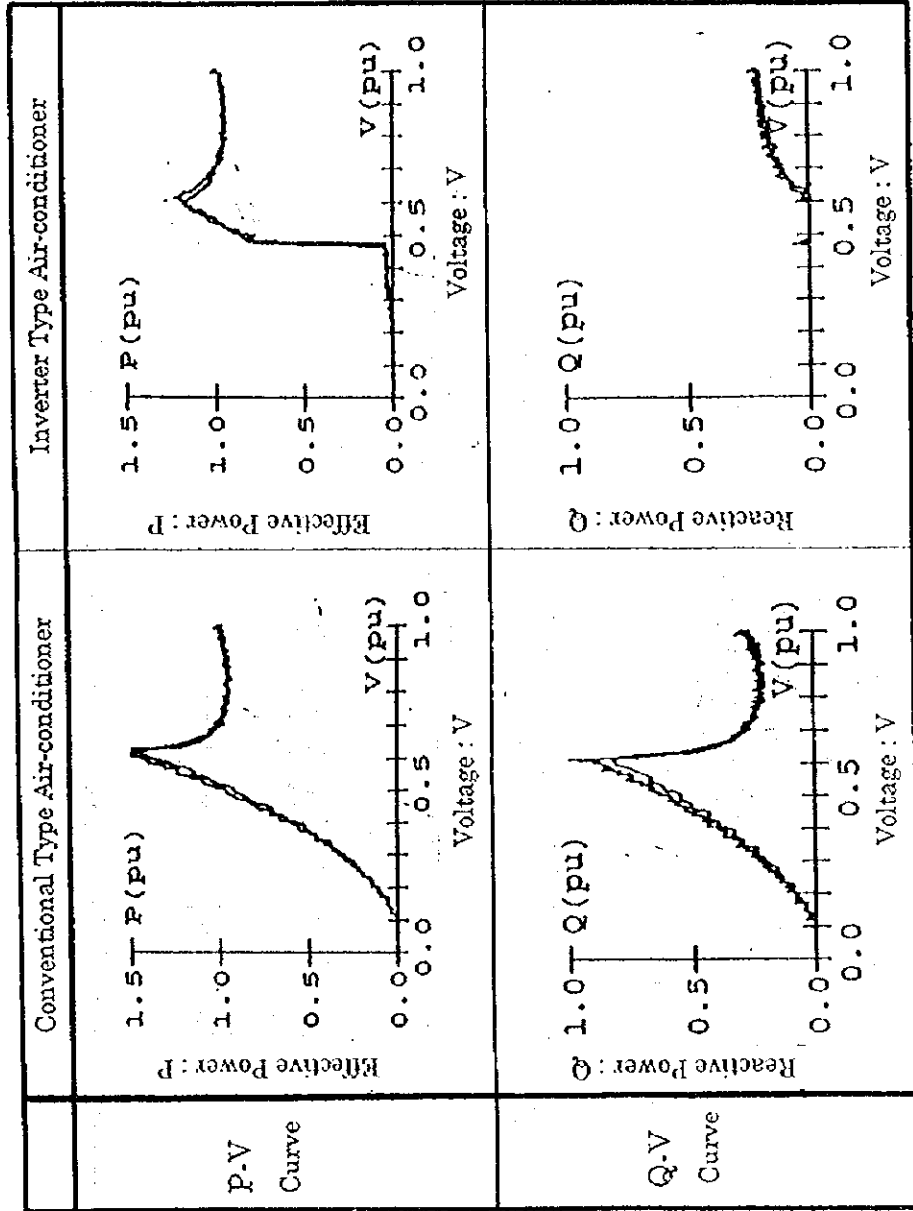 Conventional Type Air-conditioner
Inverter Type Air-conditioner
P-V
Curve
Effective Power : P
1.5
P(pu)
1.0
0.5
0.0
0.0
0.5
1.0
V(pu)
Voltage : V
Effective Power : P
1.5
P(pu)
1.0
0.5
0.0
0.0
0.5
1.0
V(pu)
Voltage : V
Q-V
Curve
Reactive Power : Q
1.0
Q(pu)
0.5
0.0
0.0
0.5
1.0
V(pu)
Voltage : V
Reactive Power : Q
1.0
Q(pu)
0.5
0.0
0.0
0.5
1.0
V(pu)
Voltage : V